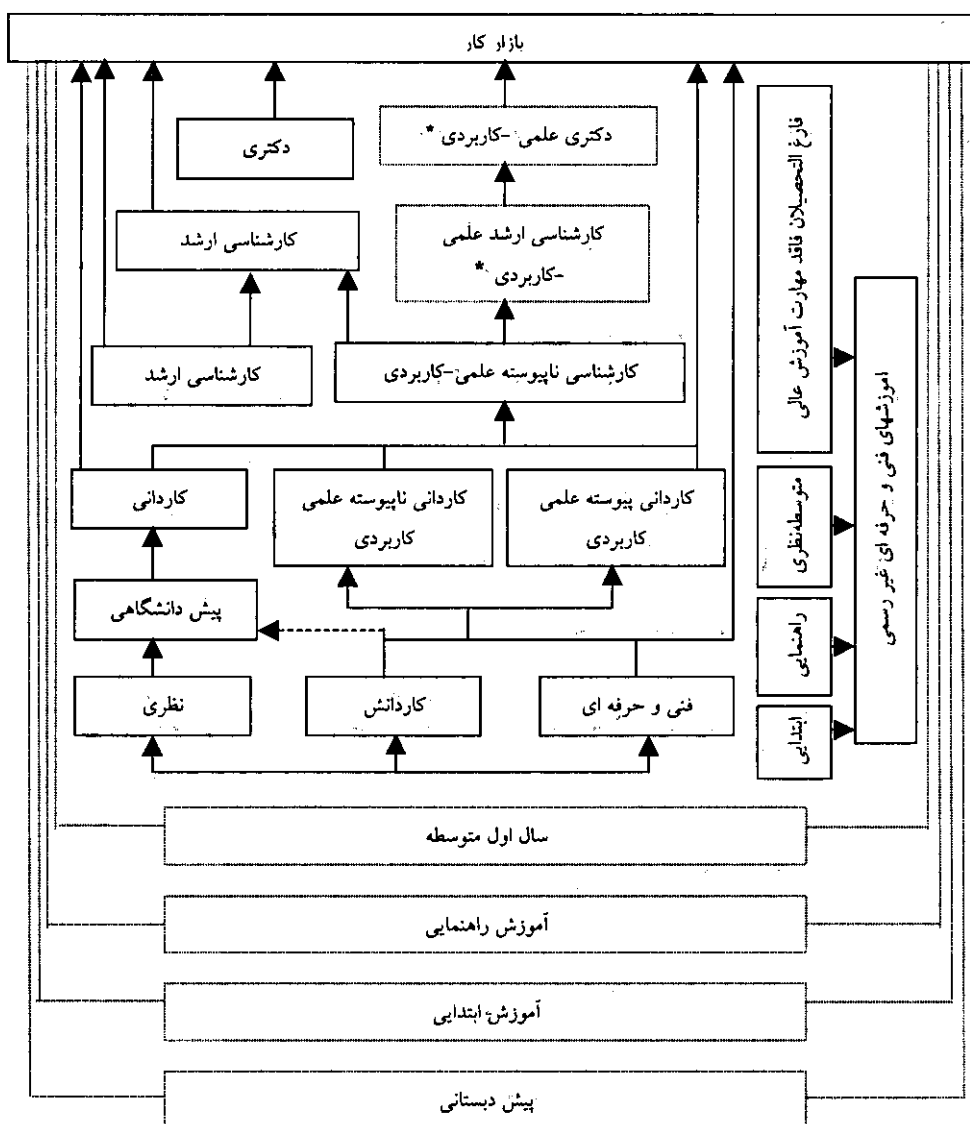 بازار کار
دکتری علمی -کاربردی *
دکتری
کارشناسی ارشد علمی
-کاربردی *
کارشناسی ارشد
کارشناسی ناپیوسته علمی-کاربردی
کارشناسی ارشد
کاردانی پیوسته علمی
کاربردی
کاردانی ناپیوسته علمی
کاربردی
کاردانی
پیش دانشگاهی
فنی و حرفه ای
کاردانش
نظری
فارغ التحصیلان فاقد مهارت آموزش عالی
متوسطه نظری
راهنمایی
ابتدایی
اموزشهای فنی و حرفه ای غیر رسمی
سال اول متوسطه
آموزش راهنمایی
آموزش-ابتدایی
پیش دبستانی